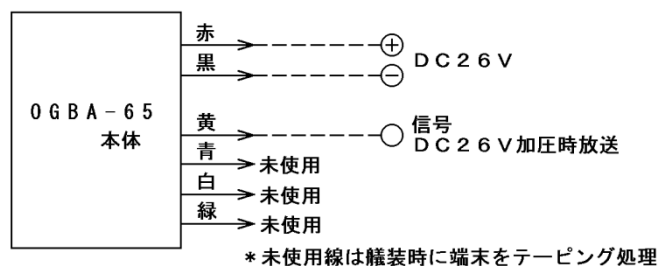 赤
黒
DC26V
OGBA-65
本体
黄
信号
DC26V加圧時放送
青
未使用
白
未使用
緑
未使用
*未使用線は艤装時に端末をテーピング処理